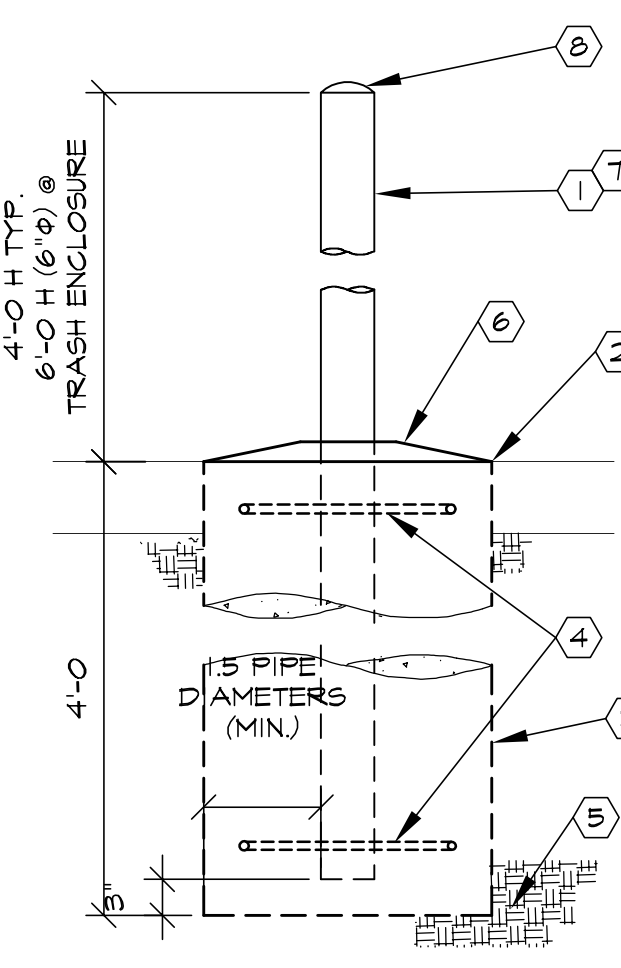 8
7
1
4'-0 H TYP.
6'-0 H (6"Φ) @
TRASH ENCLOSURE
6
2
4
4'-0
1.5 PIPE
DIAMETERS
(MIN.)
5
3"